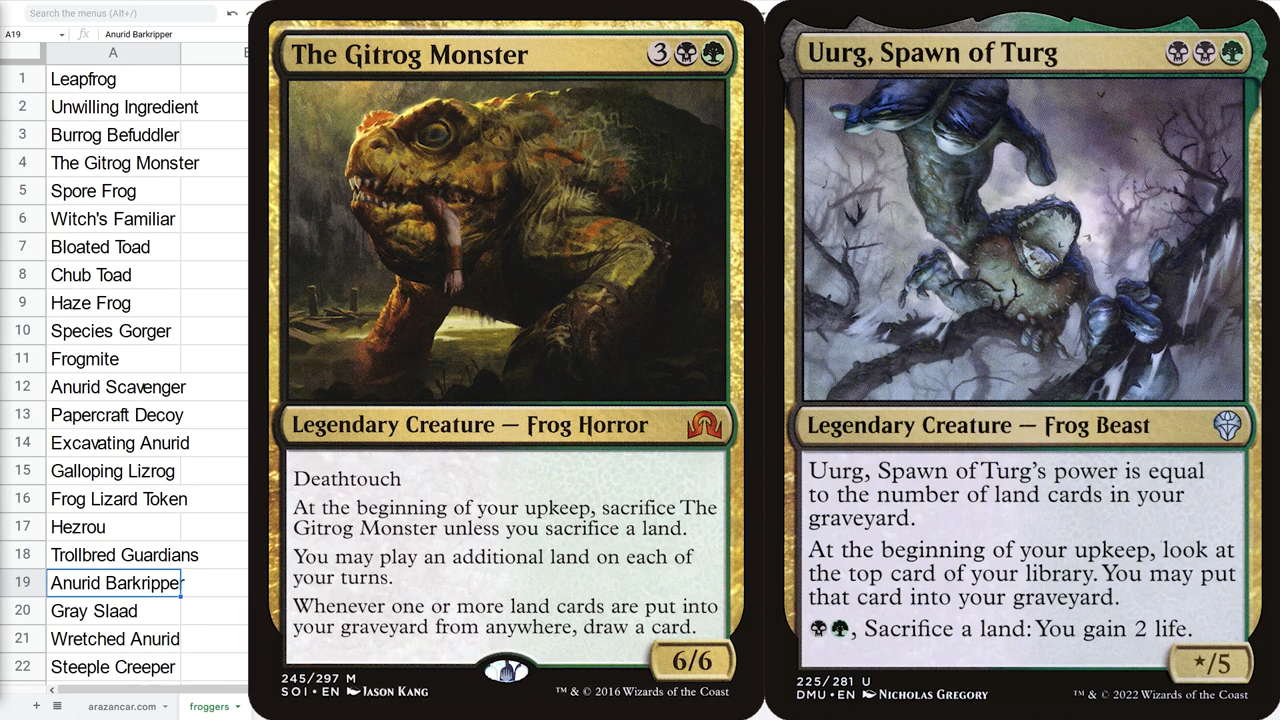 Search the menus (Alt+/)
A19
fx
Anurid Barkripper
A
1 Leapfrog
2 Unwilling Ingredient
3 Burrog Befuddler
4 The Gitrog Monster
5 Spore Frog
6 Witch's Familiar
7 Bloated Toad
8 Chub Toad
9 Haze Frog
10 Species Gorger
11 Frogmite
12 Anurid Scavenger
13 Papercraft Decoy
14 Excavating Anurid
15 Galloping Lizrog
16 Frog Lizard Token
17 Hezrou
18 Trollbred Guardians
19 Anurid Barkripper
20 Gray Slaad
21 Wretched Anurid
22 Steeple Creeper
arazancar.com
froggers
The Gitrog Monster
3
Legendary Creature — Frog Horror
Deathtouch
At the beginning of your upkeep, sacrifice The
Gitrog Monster unless you sacrifice a land.
You may play an additional land on each of
your turns.
Whenever one or more land cards are put into
your graveyard from anywhere, draw a card.
6/6
245/297 M
SOI • EN JASON KANG
™ & © 2016 Wizards of the Coast
Uurg, Spawn of Turg
Legendary Creature — Frog Beast
Uurg, Spawn of Turg's power is equal
to the number of land cards in your
graveyard.
At the beginning of your upkeep, look at
the top card of your library. You may put
that card into your graveyard.
, Sacrifice a land: You gain 2 life.
★/5
225/281 U
DMU • EN NICHOLAS GREGORY
™ & © 2022 Wizards of the Coast